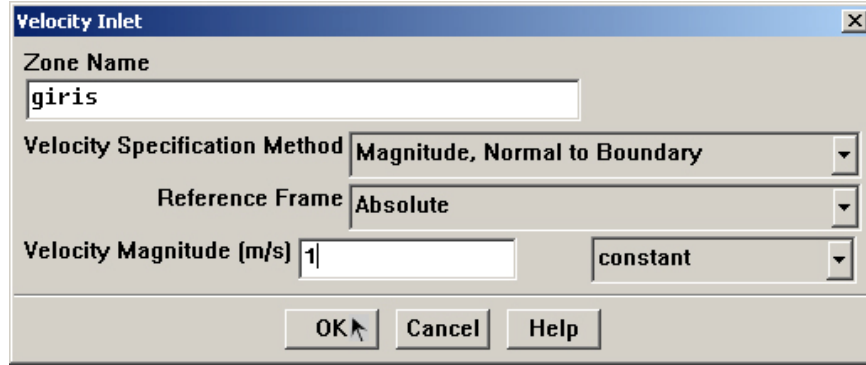 Velocity Inlet
Zone Name
giris
Velocity Specification Method Magnitude, Normal to Boundary
Reference Frame Absolute
Velocity Magnitude (m/s) 1 constant
OK Cancel Help